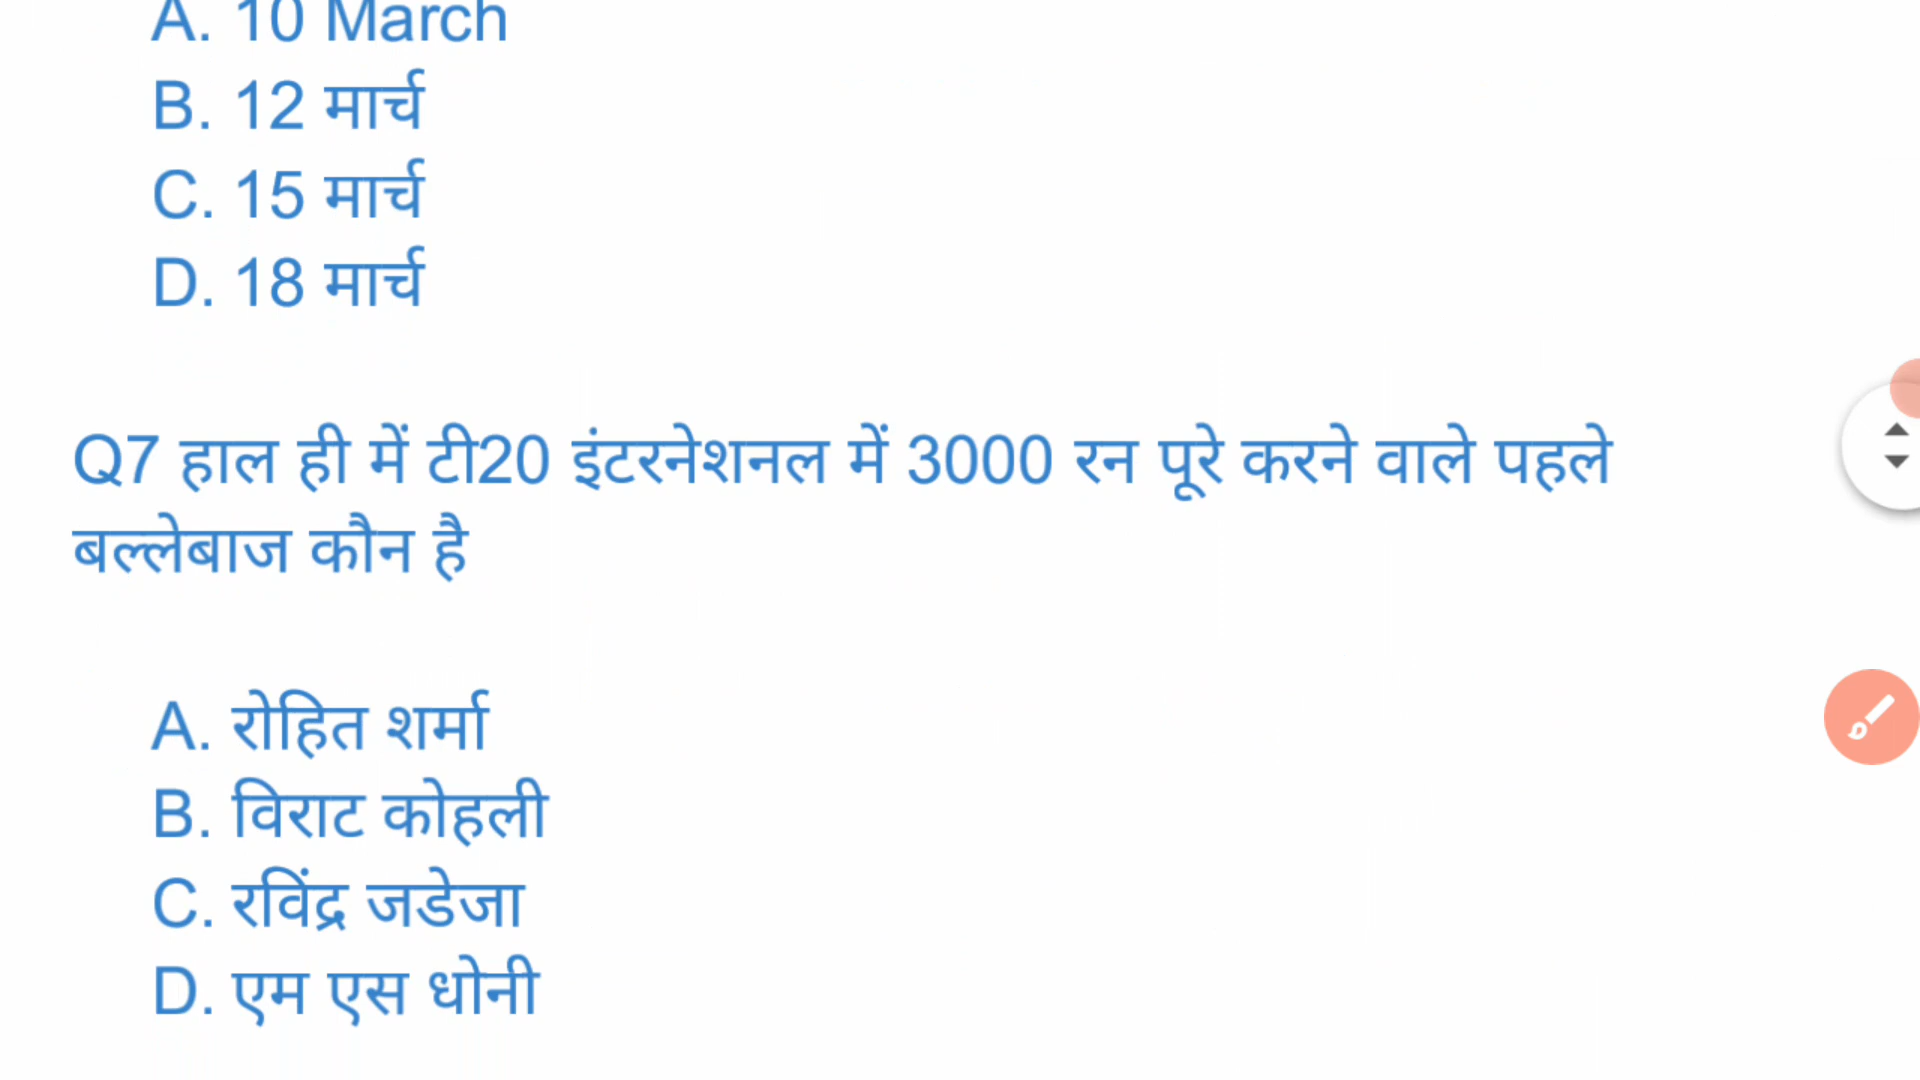 A. 10 March
B. 12 मार्च
C. 15 मार्च
D. 18 मार्च
Q7 हाल ही में टी20 इंटरनेशनल में 3000 रन पूरे करने वाले पहले
बल्लेबाज कौन है
A. रोहित शर्मा
B. विराट कोहली
C. रविंद्र जडेजा
D. एम एस धोनी